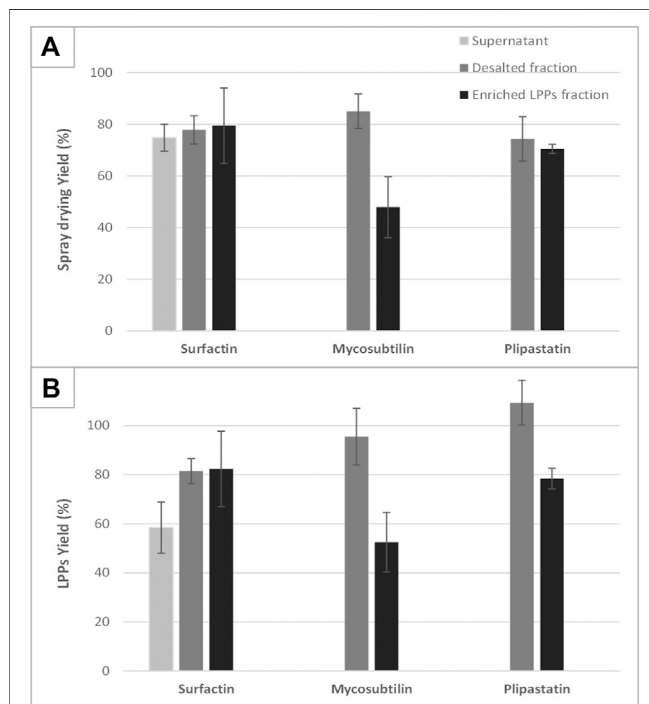 A
Supernatant
Desalted fraction
Enriched LPPs fraction
Spray drying Yield (%)
100
80
60
40
20
0
Surfactin Mycosubtilin Plipastatin
B
LPPs Yield (%)
100
80
60
40
20
0
Surfactin Mycosubtilin Plipastatin